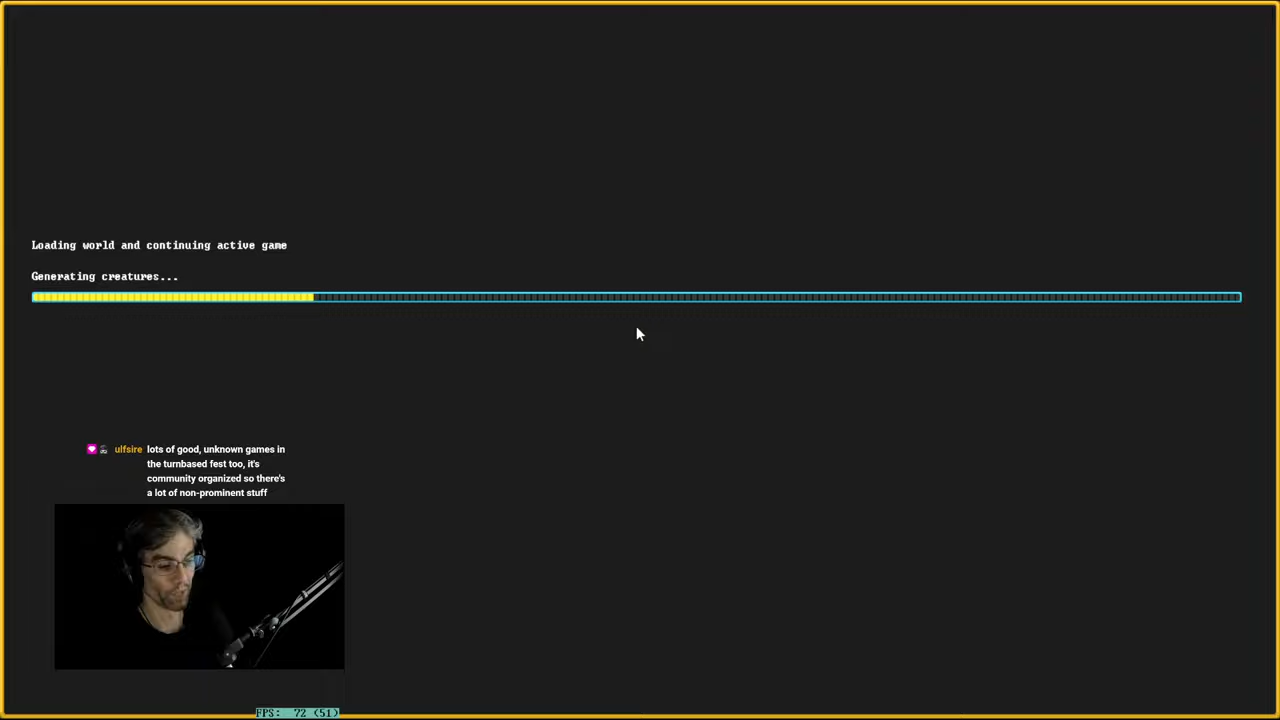 Loading world and continuing active game
Generating creatures...
ulfsire lots of good, unknown games in
the turnbased fest too, it's
community organized so there's
a lot of non-prominent stuff
FPS: 72 (51)